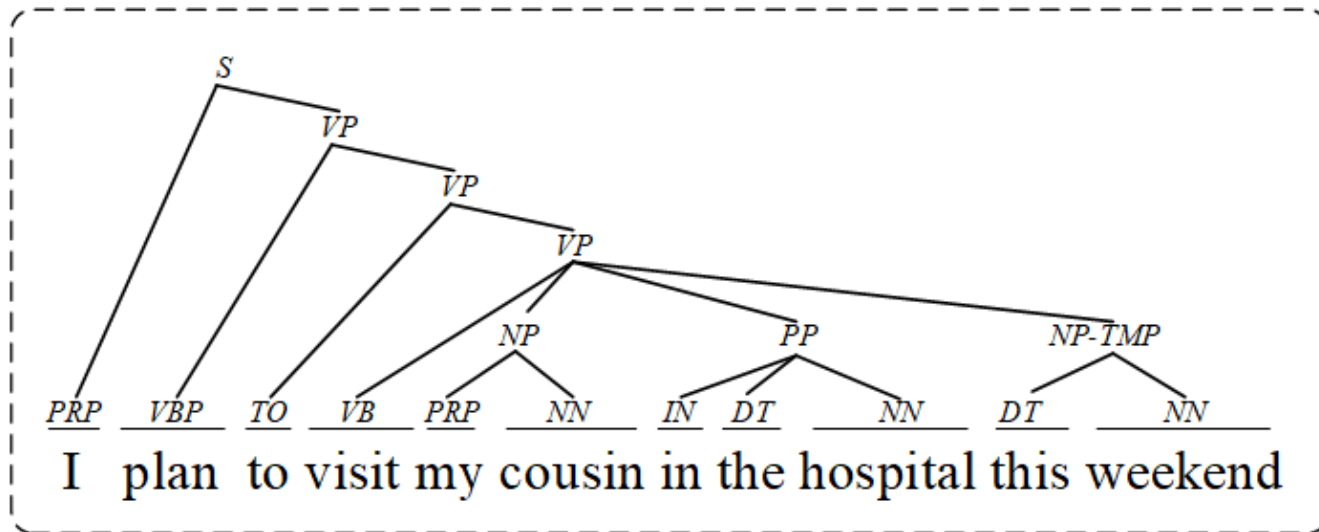 S
VP
VP
VP
NP PP NP-TMP
PRP VBP TO VB PRP NN IN DT NN DT NN
I plan to visit my cousin in the hospital this weekend